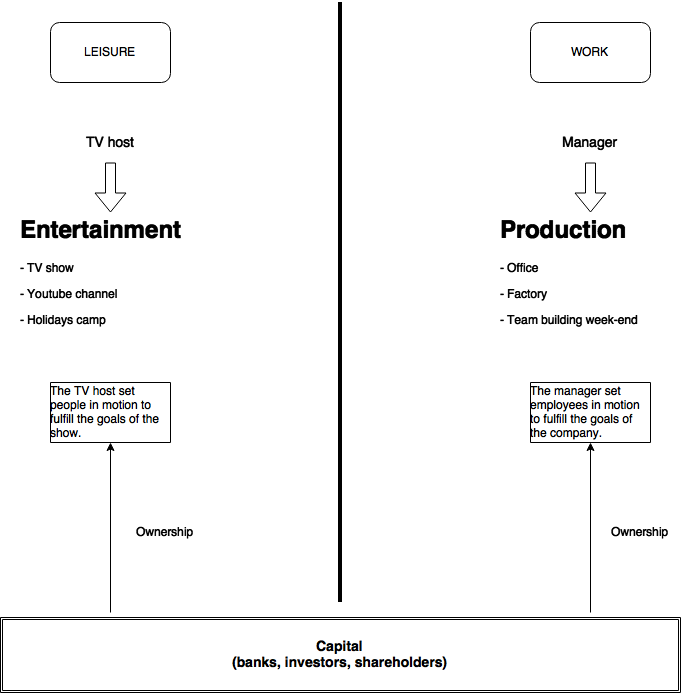 LEISURE
WORK
TV host
Manager
Entertainment
Production
- TV show
- Youtube channel
- Holidays camp
- Office
- Factory
- Team building week-end
The TV host set
people in motion to
fulfill the goals of the
show.
The manager set
employees in motion
to fulfill the goals of
the company.
Ownership
Ownership
Capital
(banks, investors, shareholders)